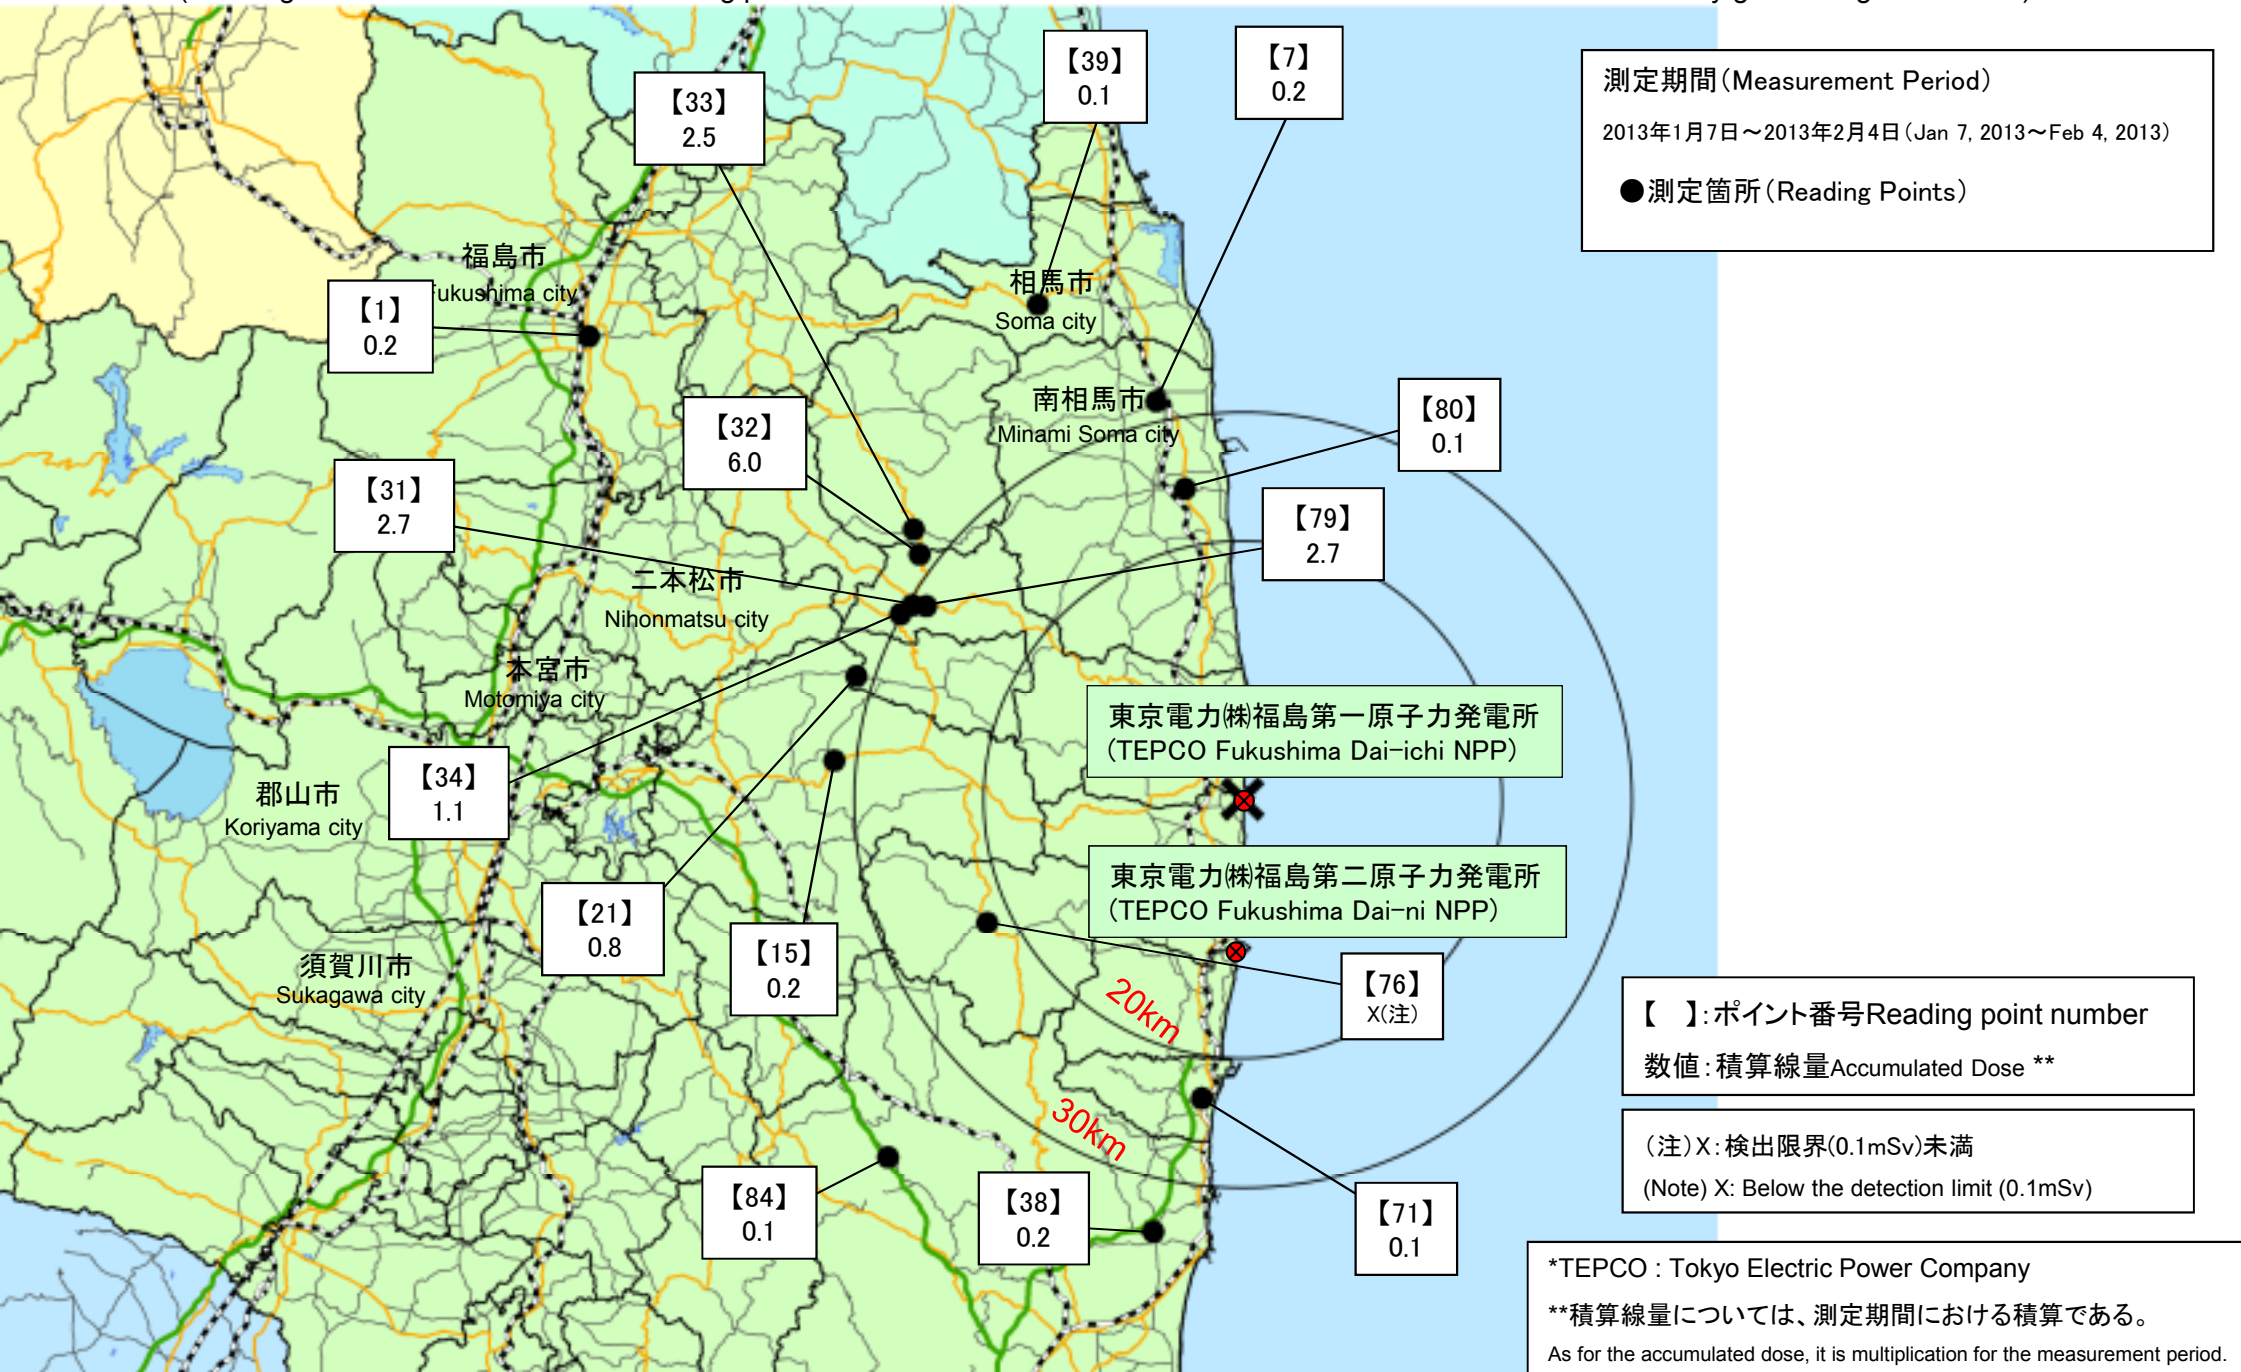 【39】
0.1
【7】
0.2
【33】
2.5
測定期間(Measurement Period)
2013年1月7日～2013年2月4日(Jan 7, 2013～Feb 4, 2013)
●測定箇所(Reading Points)
福島市
Fukushima city
【1】
0.2
相馬市
Soma city
南相馬市
Minami Soma city
【80】
0.1
【32】
6.0
【31】
2.7
【79】
2.7
二本松市
Nihonmatsu city
本宮市
Motomiya city
東京電力㈱福島第一原子力発電所
(TEPCO Fukushima Dai-ichi NPP)
【34】
1.1
郡山市
Koriyama city
東京電力㈱福島第二原子力発電所
(TEPCO Fukushima Dai-ni NPP)
【21】
0.8
【15】
0.2
須賀川市
Sukagawa city
【76】
X(注)
20km
30km
【　】:ポイント番号Reading point number
数値:積算線量Accumulated Dose **
(注)X:検出限界(0.1mSv)未満
(Note) X: Below the detection limit (0.1mSv)
【84】
0.1
【38】
0.2
【71】
0.1
*TEPCO : Tokyo Electric Power Company
**積算線量については、測定期間における積算である。
As for the accumulated dose, it is multiplication for the measurement period.